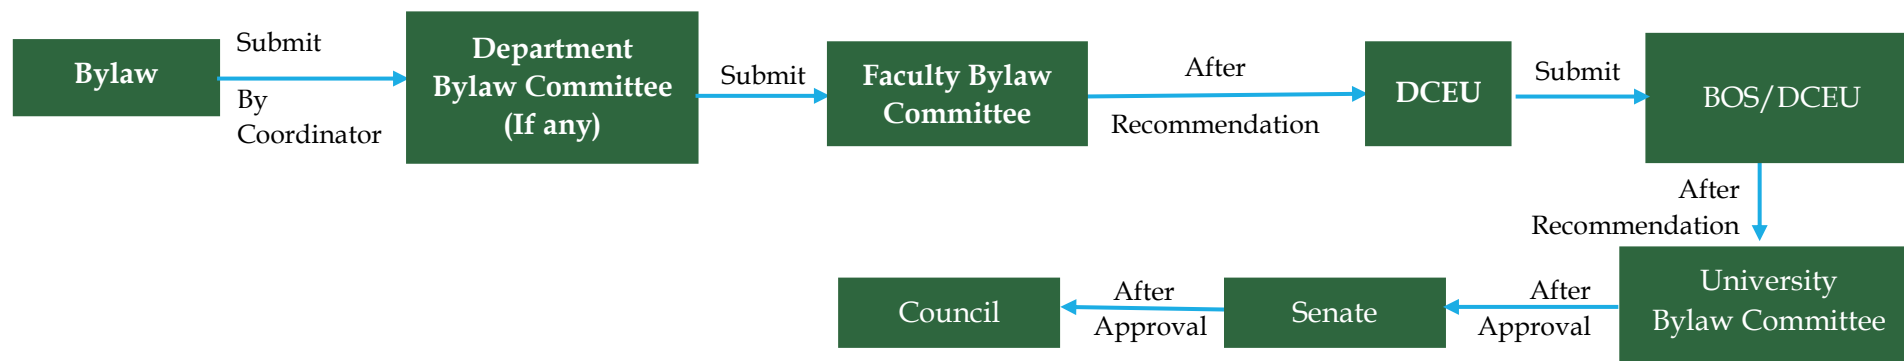 Bylaw
Submit
By
Coordinator
Department
Bylaw Committee
(If any)
Submit
Faculty Bylaw
Committee
After
Recommendation
DCEU
Submit
BOS/DCEU
After
Recommendation
University
Bylaw Committee
After
Approval
Senate
After
Approval
Council